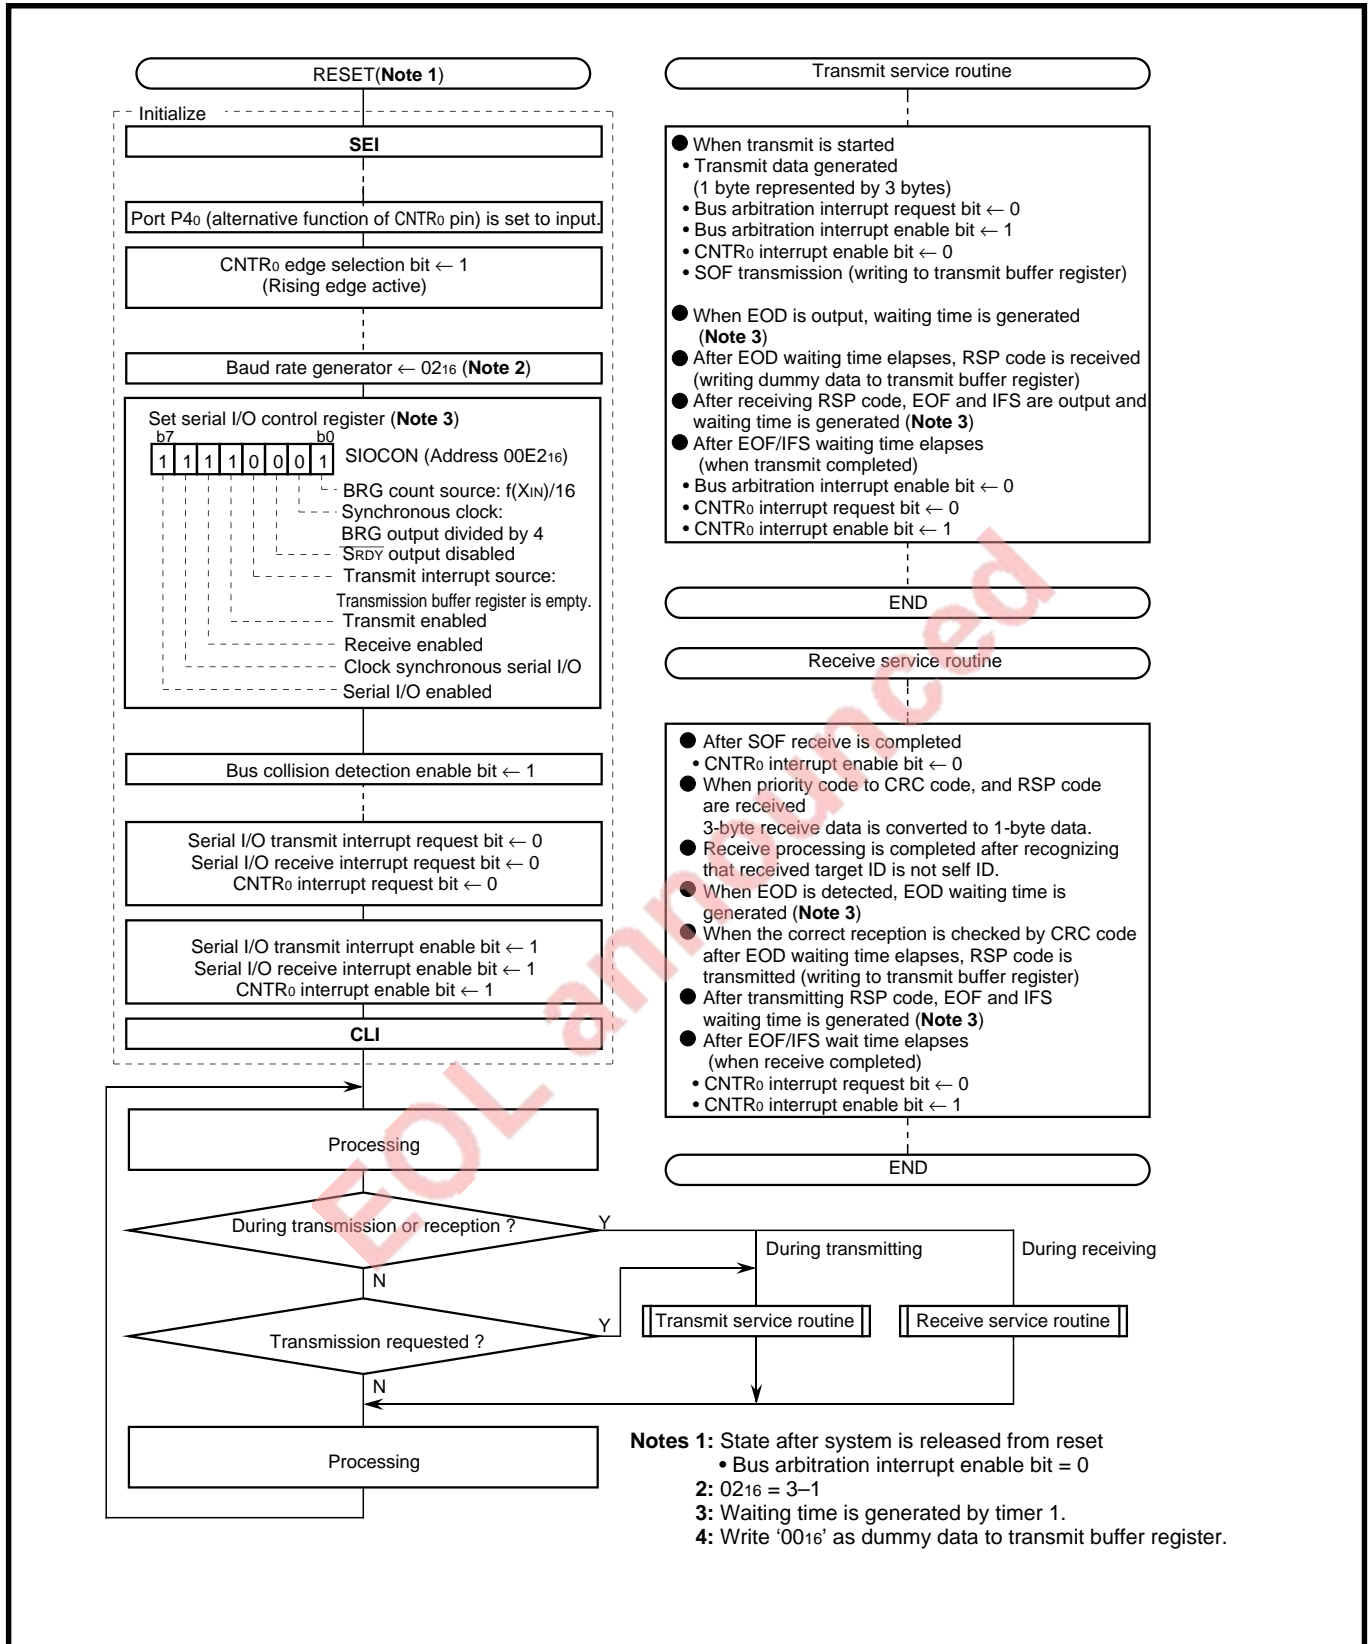 RESET(Note 1)
Initialize
SEI
Port P40 (alternative function of CNTR0 pin) is set to input.
CNTR0 edge selection bit ← 1
(Rising edge active)
Baud rate generator ← 0216 (Note 2)
Set serial I/O control register (Note 3)
b7 b0
1 1 1 1 0 0 0 1 SIOCON (Address 00E216)
BRG count source: f(XIN)/16
Synchronous clock:
BRG output divided by 4
SRDY output disabled
Transmit interrupt source:
Transmission buffer register is empty.
Transmit enabled
Receive enabled
Clock synchronous serial I/O
Serial I/O enabled
Bus collision detection enable bit ← 1
Serial I/O transmit interrupt request bit ← 0
Serial I/O receive interrupt request bit ← 0
CNTR0 interrupt request bit ← 0
Serial I/O transmit interrupt enable bit ← 1
Serial I/O receive interrupt enable bit ← 1
CNTR0 interrupt enable bit ← 1
CLI
Processing
During transmission or reception ?
Y
N
Transmission requested ?
Y
N
Processing
During transmitting
During receiving
Transmit service routine
Receive service routine
Transmit service routine
● When transmit is started
• Transmit data generated
(1 byte represented by 3 bytes)
• Bus arbitration interrupt request bit ← 0
• Bus arbitration interrupt enable bit ← 1
• CNTR0 interrupt enable bit ← 0
• SOF transmission (writing to transmit buffer register)
● When EOD is output, waiting time is generated
(Note 3)
● After EOD waiting time elapses, RSP code is received
(writing dummy data to transmit buffer register)
● After receiving RSP code, EOF and IFS are output and
waiting time is generated (Note 3)
● After EOF/IFS waiting time elapses
(when transmit completed)
• Bus arbitration interrupt enable bit ← 0
• CNTR0 interrupt request bit ← 0
• CNTR0 interrupt enable bit ← 1
END
Receive service routine
● After SOF receive is completed
• CNTR0 interrupt enable bit ← 0
● When priority code to CRC code, and RSP code
are received
3-byte receive data is converted to 1-byte data.
● Receive processing is completed after recognizing
that received target ID is not self ID.
● When EOD is detected, EOD waiting time is
generated (Note 3)
● When the correct reception is checked by CRC code
after EOD waiting time elapses, RSP code is
transmitted (writing to transmit buffer register)
● After transmitting RSP code, EOF and IFS
waiting time is generated (Note 3)
● After EOF/IFS wait time elapses
(when receive completed)
• CNTR0 interrupt request bit ← 0
• CNTR0 interrupt enable bit ← 1
END
Notes 1: State after system is released from reset
• Bus arbitration interrupt enable bit = 0
2: 0216 = 3–1
3: Waiting time is generated by timer 1.
4: Write ‘0016’ as dummy data to transmit buffer register.
EOL announced